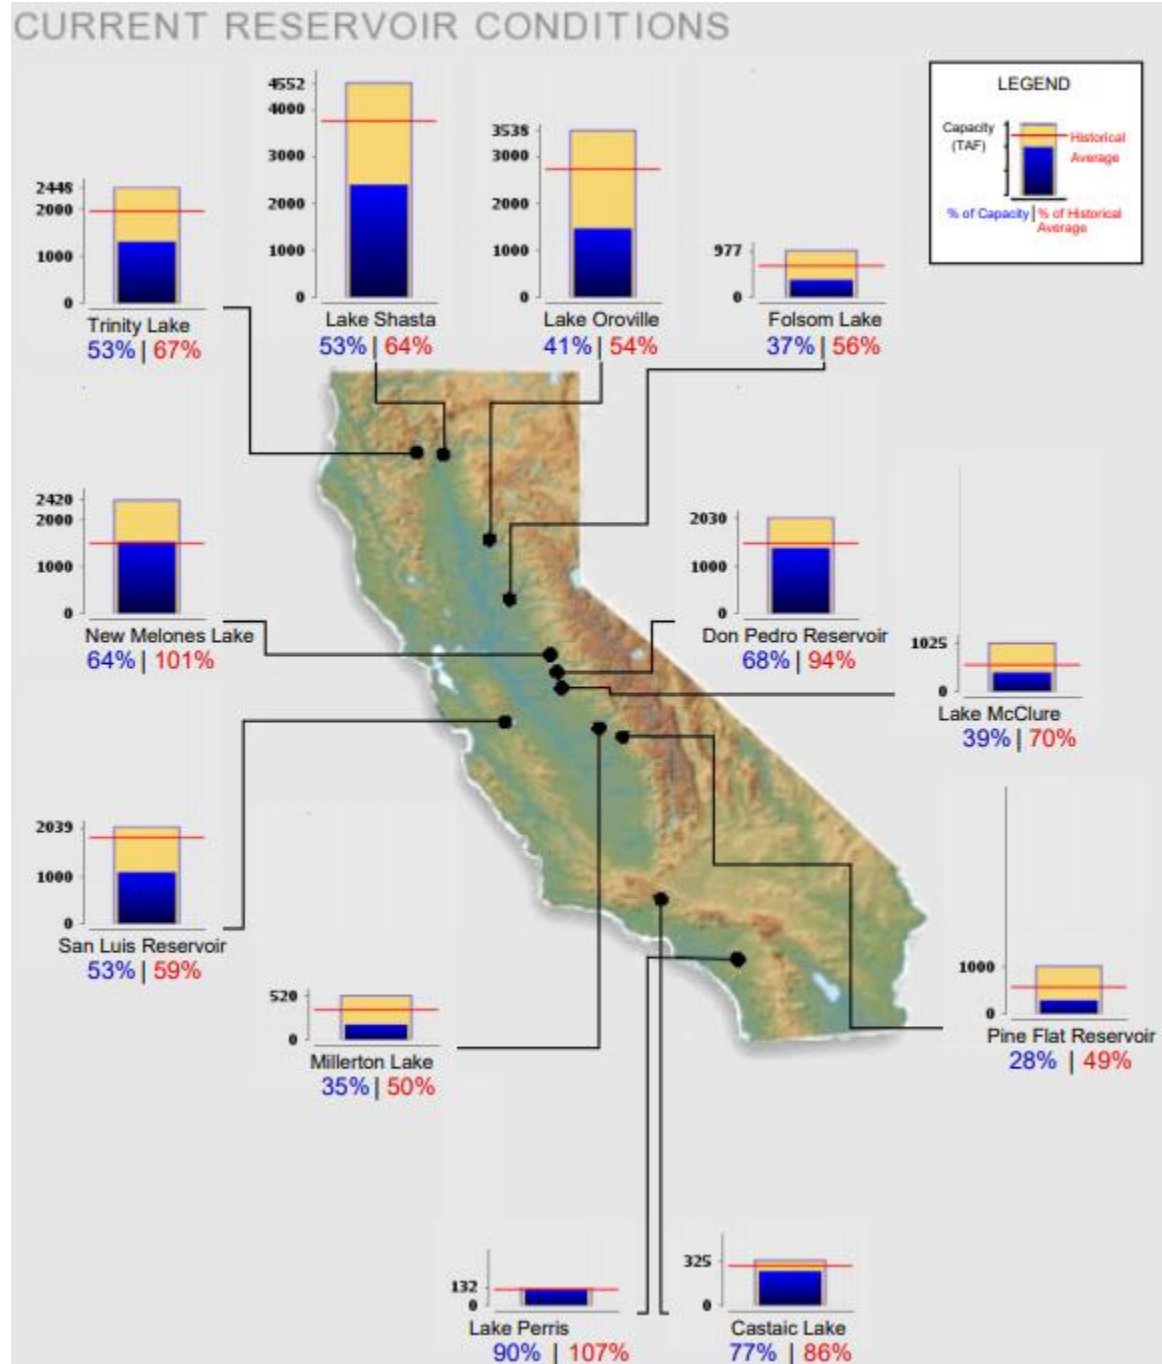 CURRENT RESERVOIR CONDITIONS
LEGEND
Capacity
(TAF)
Historical
Average
% of Capacity | % of Historical
Average
2448
2000
1000
0
Trinity Lake
53% | 67%
4552
4000
3000
2000
1000
0
Lake Shasta
53% | 64%
3538
3000
2000
1000
0
Lake Oroville
41% | 54%
977
0
Folsom Lake
37% | 56%
2420
2000
1000
0
New Melones Lake
64% | 101%
2030
1000
0
Don Pedro Reservoir
68% | 94%
1025
0
Lake McClure
39% | 70%
2039
1000
0
San Luis Reservoir
53% | 59%
520
0
Millerton Lake
35% | 50%
1000
0
Pine Flat Reservoir
28% | 49%
132
0
Lake Perris
90% | 107%
325
0
Castaic Lake
77% | 86%